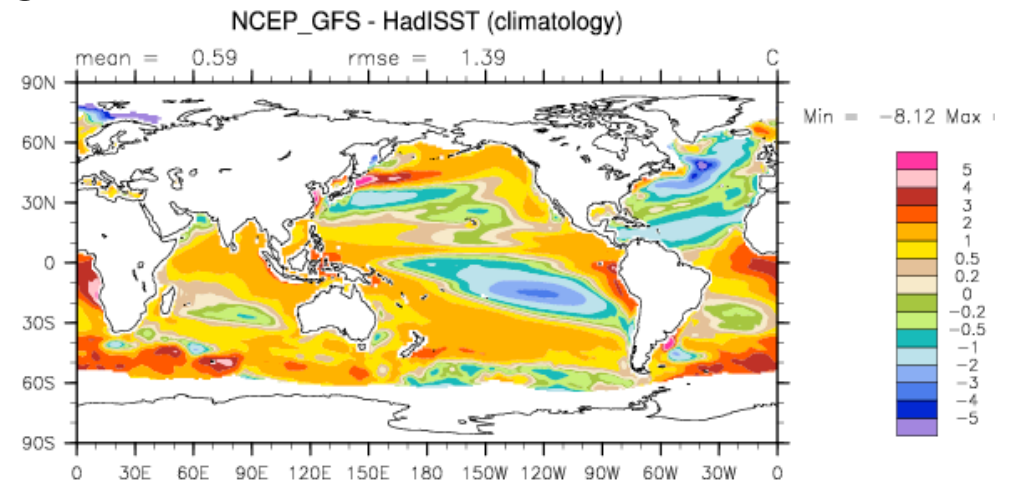 NCEP_GFS - HadISST (climatology)
mean = 0.59 rmse = 1.39 C
90N
60N
30N
0
30S
60S
90S
0 30E 60E 90E 120E 150E 180 150W 120W 90W 60W 30W 0
Min = -8.12 Max
5
4
3
2
1
0.5
0.2
0
-0.2
-0.5
-1
-2
-3
-4
-5